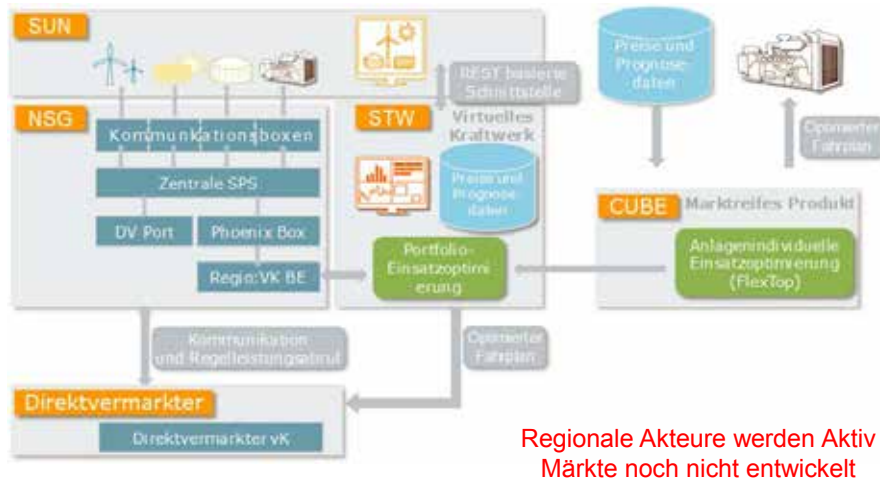 SUN
REST basierte
Schnittstelle
Preise und
Prognose-
daten
NSG
Kommunikationsboxen
Zentrale SPS
DV Port
Phoenix Box
Regio:VK BE
STW
Virtuelles
Kraftwerk
Preise und
Prognose-
daten
Portfolio-
Einsatzoptimi
erung
Optimierter
Fahrplan
CUBE
Marktreifes Produkt
Anlagenindividuelle
Einsatzoptimierung
(FlexTop)
Kommunikation
und Regelleistungsabruf
Optimierter
Fahrplan
Direktvermarkter
Direktvermarkter vK
Regionale Akteure werden Aktiv
Märkte noch nicht entwickelt